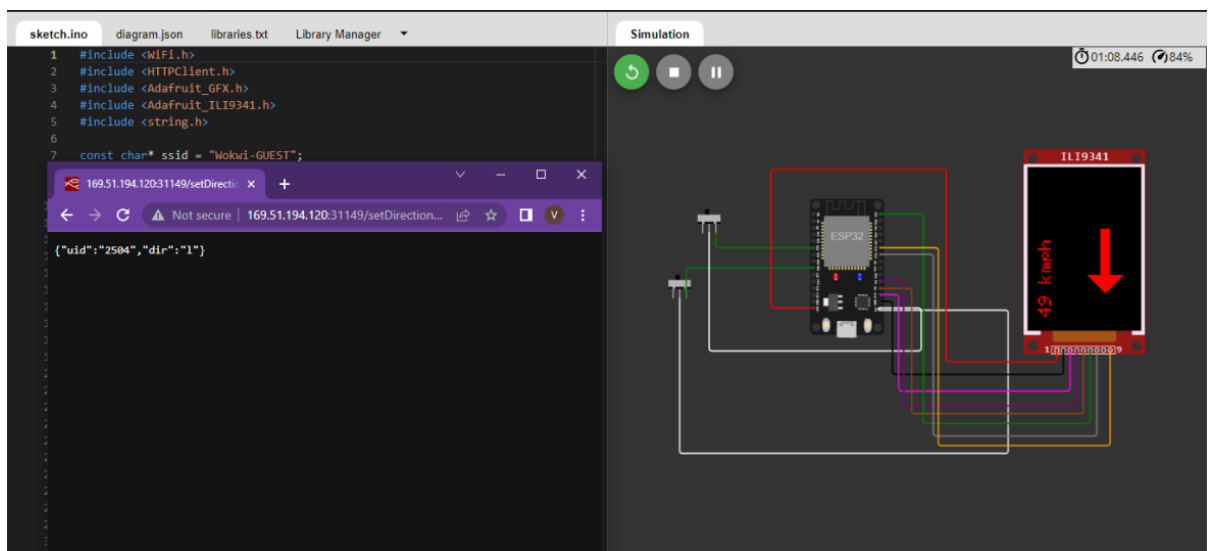 sketch.ino diagram.json libraries.txt Library Manager
1 #include <WiFi.h>
2 #include <HTTPClient.h>
3 #include <Adafruit_GFX.h>
4 #include <Adafruit_ILI9341.h>
5 #include <string.h>
6
7 const char* ssid = "Wokwi-GUEST";
169.51.194.120:31149/setDirectic
Not secure | 169.51.194.120:31149/setDirection...
V
{"uid":"2504","dir":"l"}
Simulation
01:08.446 84%
ILI9341
ESP32
49 kmph
1 9